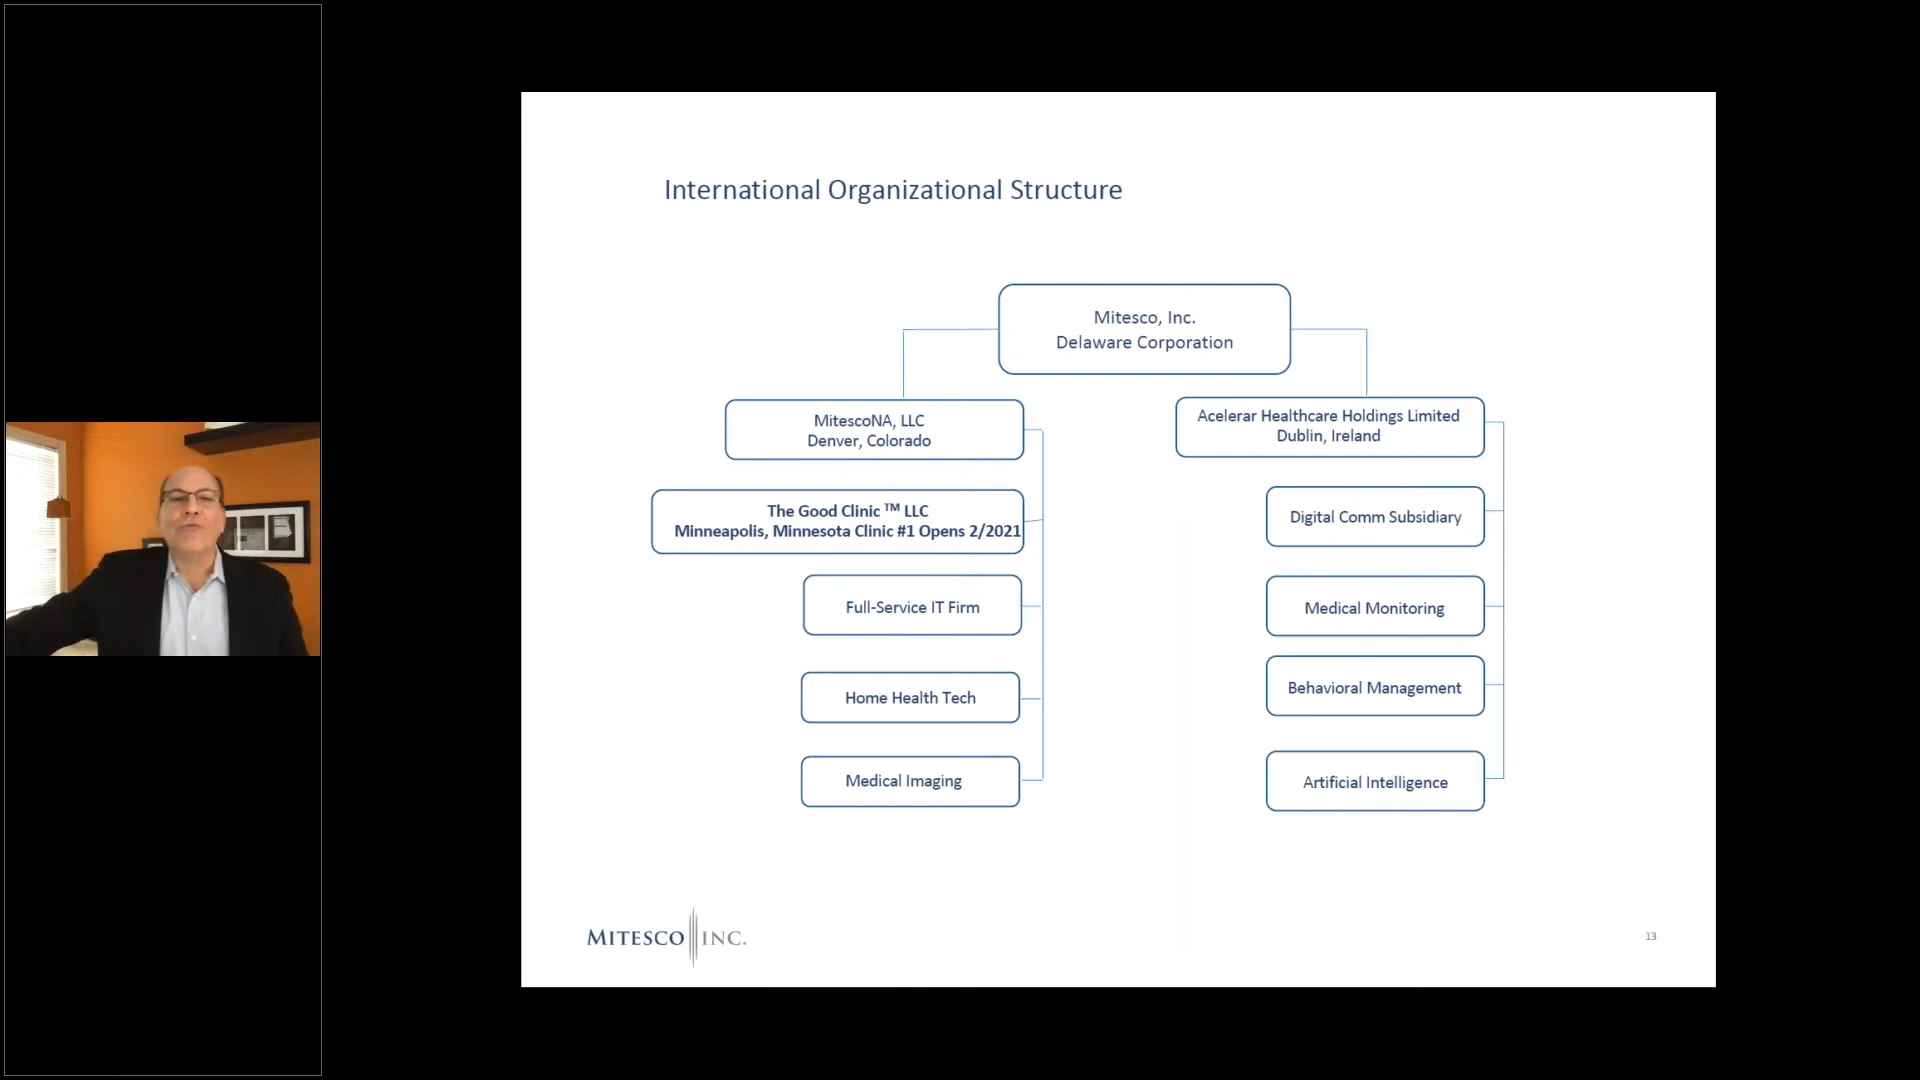 International Organizational Structure
Mitesco, Inc.
Delaware Corporation
MitescoNA, LLC
Denver, Colorado
The Good Clinic ™ LLC
Minneapolis, Minnesota Clinic #1 Opens 2/2021
Full-Service IT Firm
Home Health Tech
Medical Imaging
Acelerar Healthcare Holdings Limited
Dublin, Ireland
Digital Comm Subsidiary
Medical Monitoring
Behavioral Management
Artificial Intelligence
MITESCO INC.
13